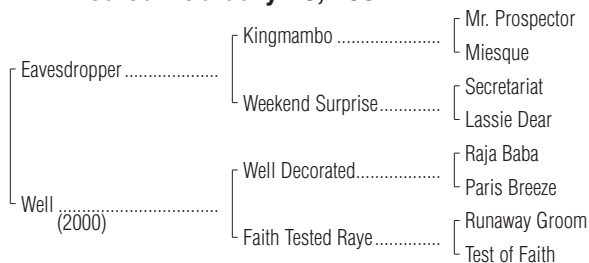 Eavesdropper
Well
(2000)
Kingmambo
Weekend Surprise
Well Decorated
Faith Tested Raye
Mr. Prospector
Miesque
Secretariat
Lassie Dear
Raja Baba
Paris Breeze
Runaway Groom
Test of Faith